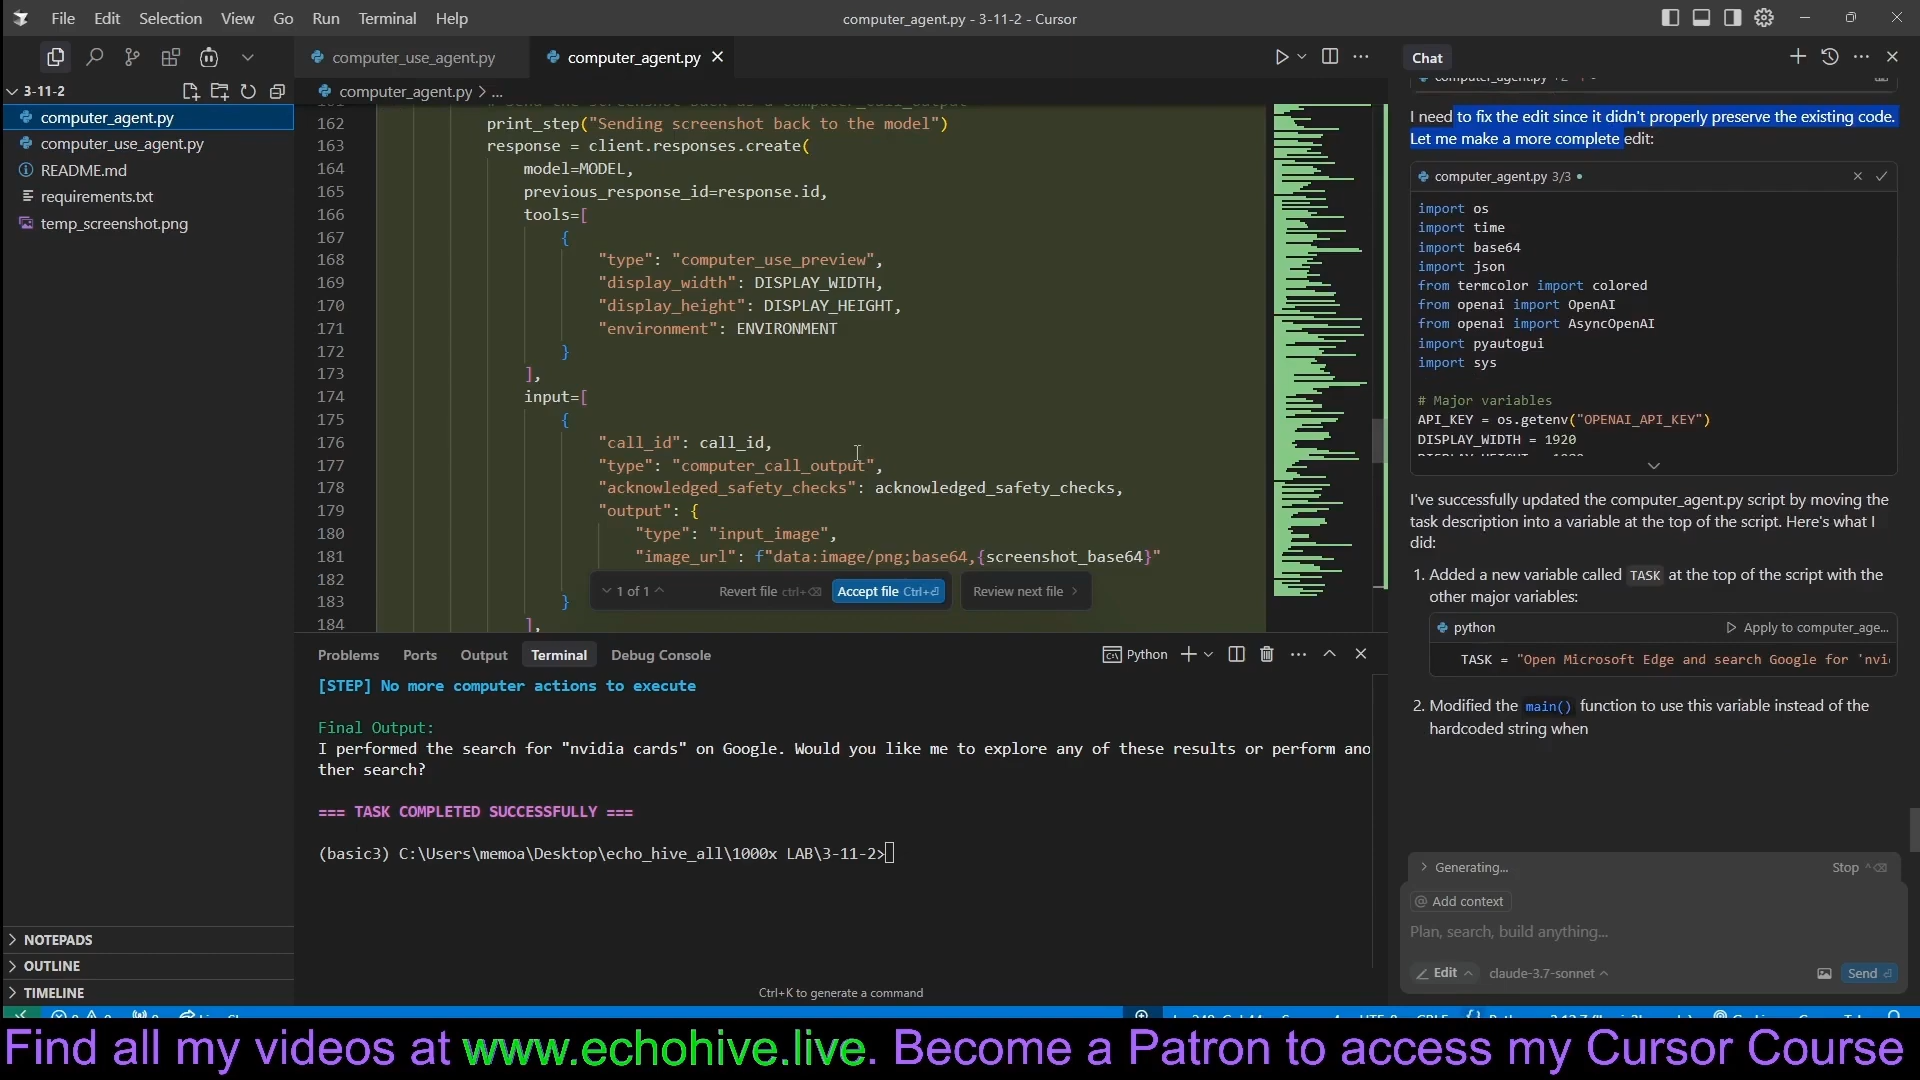 File Edit Selection View Go Run Terminal Help
computer_agent.py - 3-11-2 - Cursor
3-11-2
computer_agent.py
computer_use_agent.py
README.md
requirements.txt
temp_screenshot.png
NOTEPADS
OUTLINE
TIMELINE
computer_use_agent.py
computer_agent.py
computer_agent.py > ...
162 print_step("Sending screenshot back to the model")
163 response = client.responses.create(
164 model=MODEL,
165 previous_response_id=response.id,
166 tools=[
167 {
168 "type": "computer_use_preview",
169 "display_width": DISPLAY_WIDTH,
170 "display_height": DISPLAY_HEIGHT,
171 "environment": ENVIRONMENT
172 }
173 ],
174 input=[
175 {
176 "call_id": call_id,
177 "type": "computer_call_output",
178 "acknowledged_safety_checks": acknowledged_safety_checks,
179 "output": {
180 "type": "input_image",
181 "image_url": f"data:image/png;base64,{screenshot_base64}"
182
183 }
184 ],
1 of 1 Revert file ctrl+⌫ Accept file Ctrl+⏎ Review next file
Problems Ports Output Terminal Debug Console
Python
[STEP] No more computer actions to execute
Final Output:
I performed the search for "nvidia cards" on Google. Would you like me to explore any of these results or perform ano
ther search?
=== TASK COMPLETED SUCCESSFULLY ===
(basic3) C:\Users\memoa\Desktop\echo_hive_all\1000x LAB\3-11-2>
Ctrl+K to generate a command
Chat
I need to fix the edit since it didn't properly preserve the existing code.
Let me make a more complete edit:
computer_agent.py 3/3
import os
import time
import base64
import json
from termcolor import colored
from openai import OpenAI
from openai import AsyncOpenAI
import pyautogui
import sys
# Major variables
API_KEY = os.getenv("OPENAI_API_KEY")
DISPLAY_WIDTH = 1920
I've successfully updated the computer_agent.py script by moving the
task description into a variable at the top of the script. Here's what I
did:
1. Added a new variable called TASK at the top of the script with the
other major variables:
python
Apply to computer_age...
TASK = "Open Microsoft Edge and search Google for 'nvi
2. Modified the main() function to use this variable instead of the
hardcoded string when
Generating...
Stop ^⌫
@ Add context
Plan, search, build anything...
Edit claude-3.7-sonnet
Send ⏎
Find all my videos at www.echohive.live. Become a Patron to access my Cursor Course